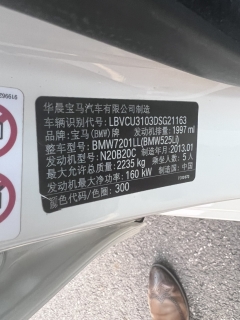 华晨宝马汽车有限公司制造
车辆识别代号: LBVCU3103DSG21163
品牌: 宝马(BMW)牌 发动机排量: 1997 ml
整车型号: BMW7201LL(BMW525Li)
发动机型号: N20B20C 制造年月: 2013.01
最大允许总质量: 2235 kg 乘坐人数: 5 人
发动机最大净功率: 160 kW 制造国: 中国
蓝色代码/色圈: 300